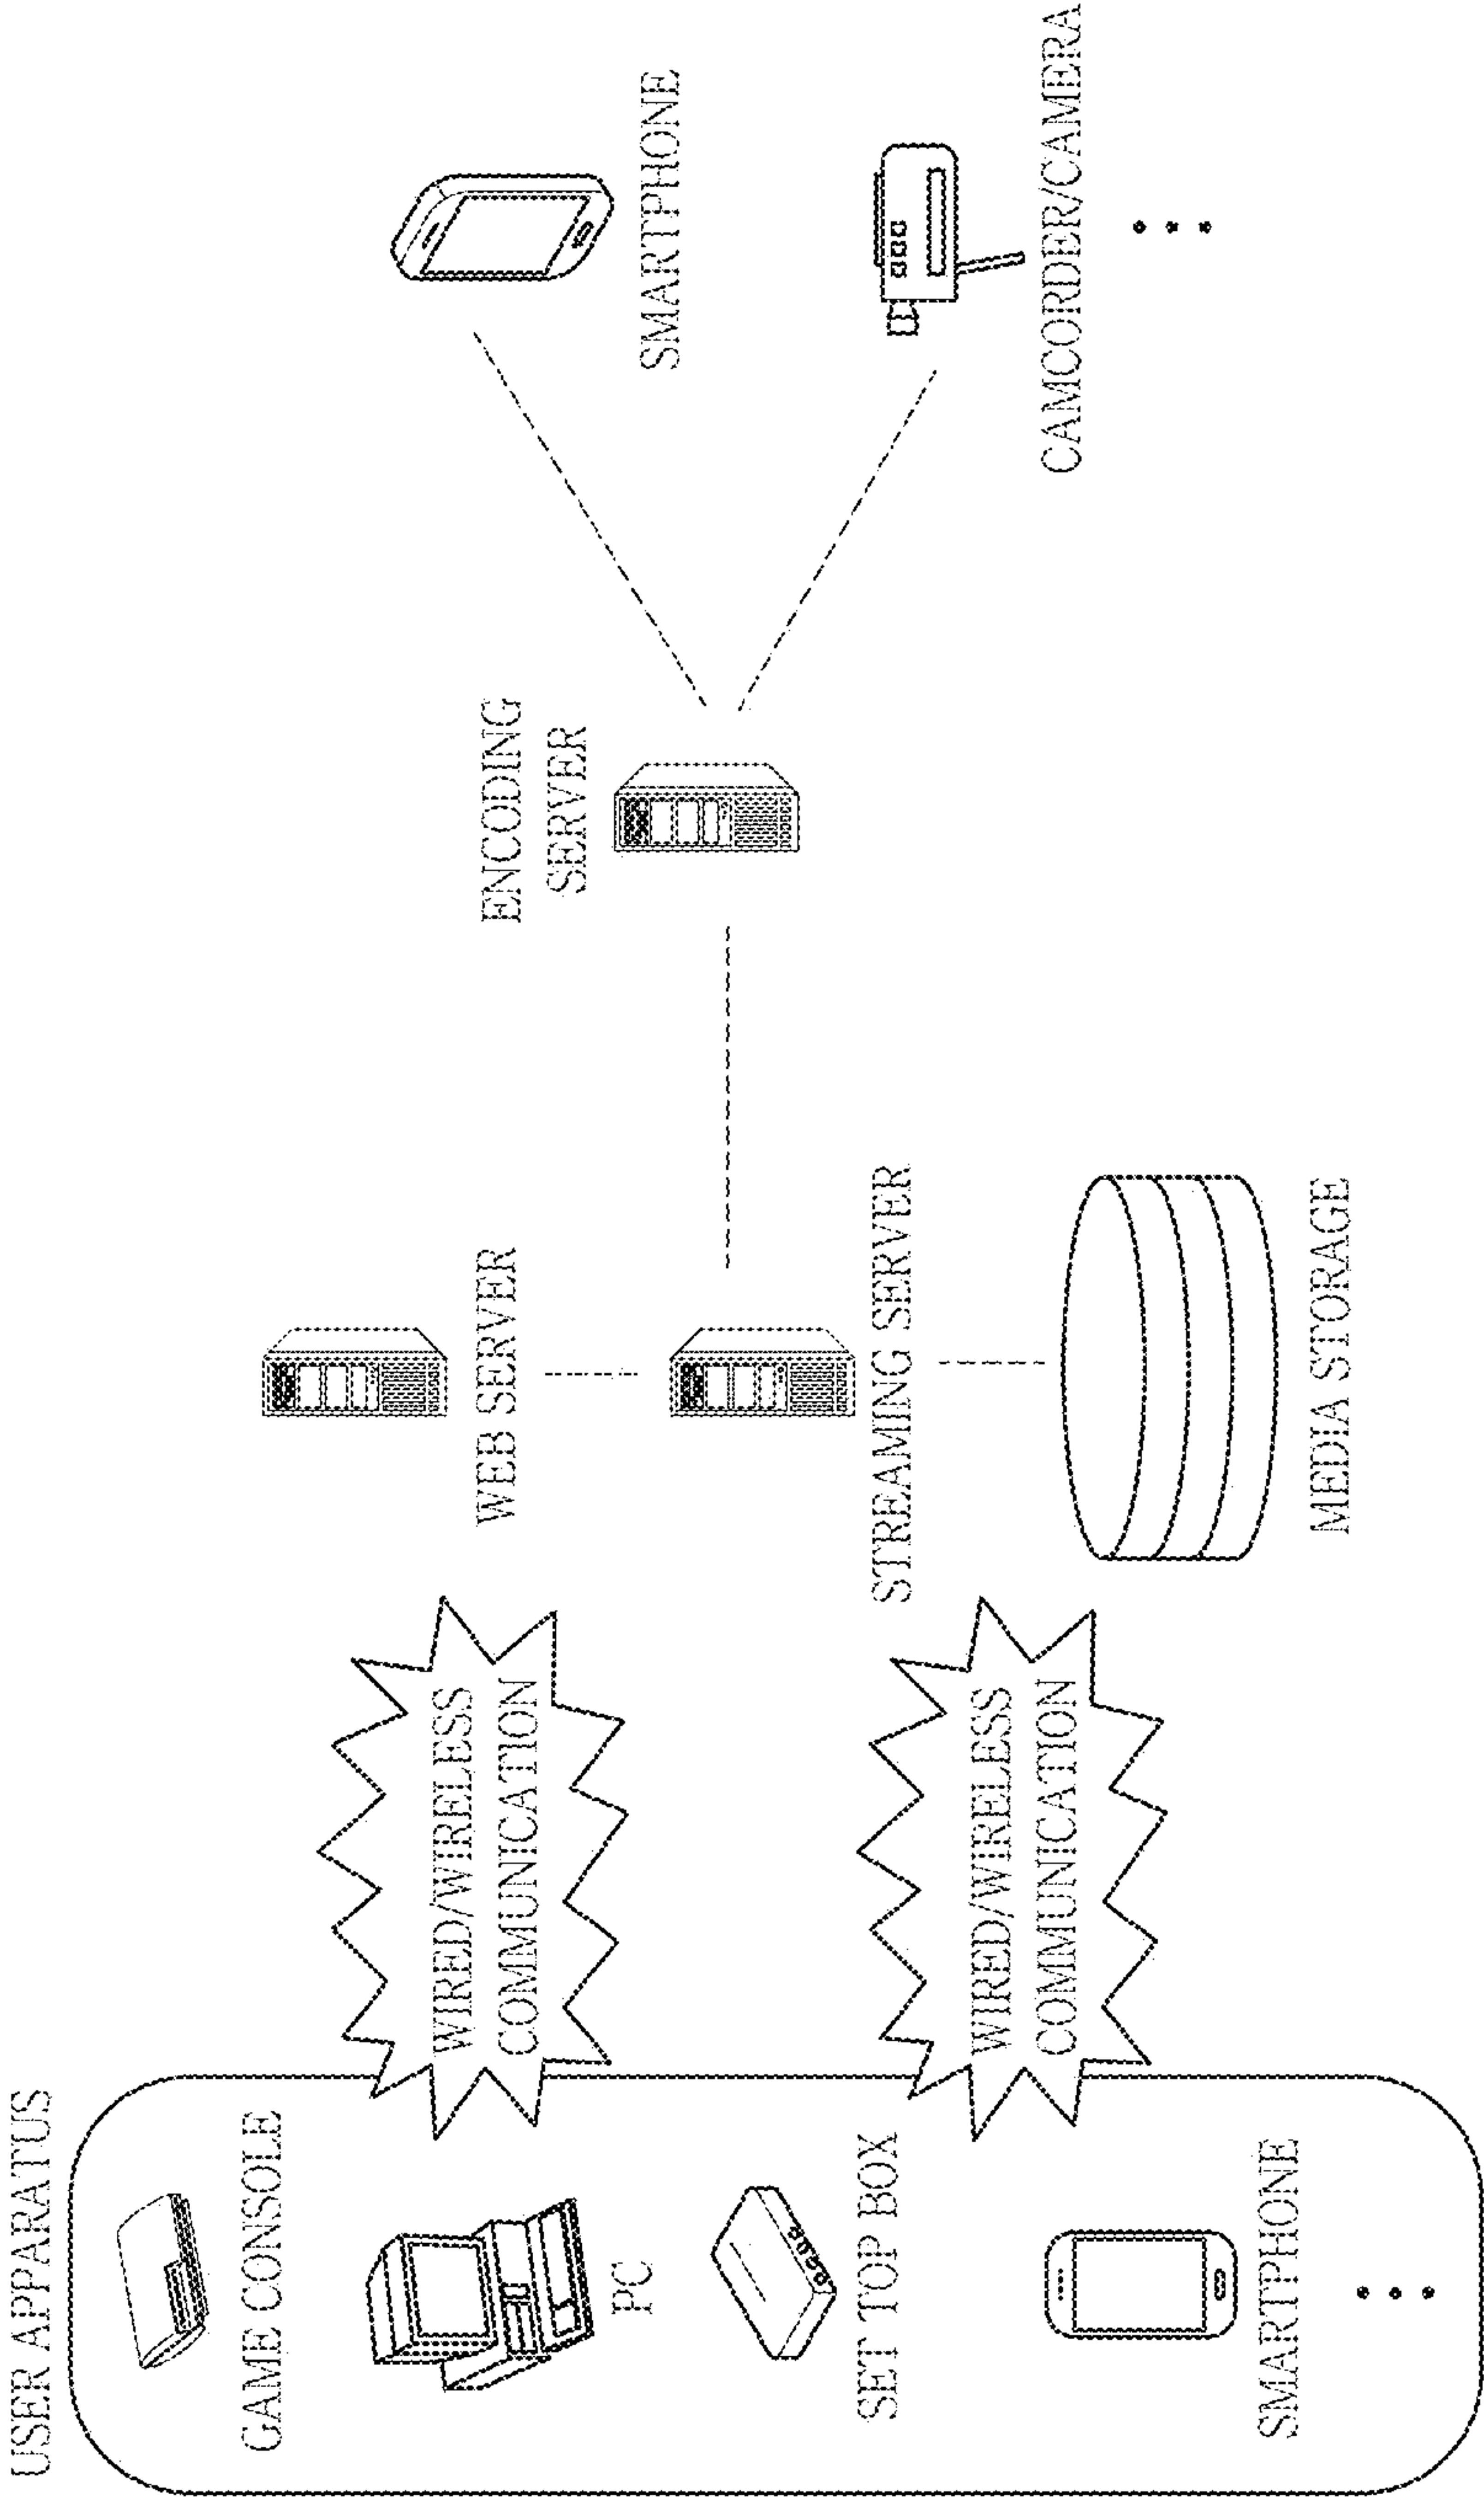 USER APPARATUS
GAME CONSOLE
PC
SET TOP BOX
SMARTPHONE
WIRED/WIRELESS
COMMUNICATION
WIRED/WIRELESS
COMMUNICATION
WEB SERVER
STREAMING SERVER
MEDIA STORAGE
ENCODING
SERVER
SMARTPHONE
CAMCORDER/CAMERA